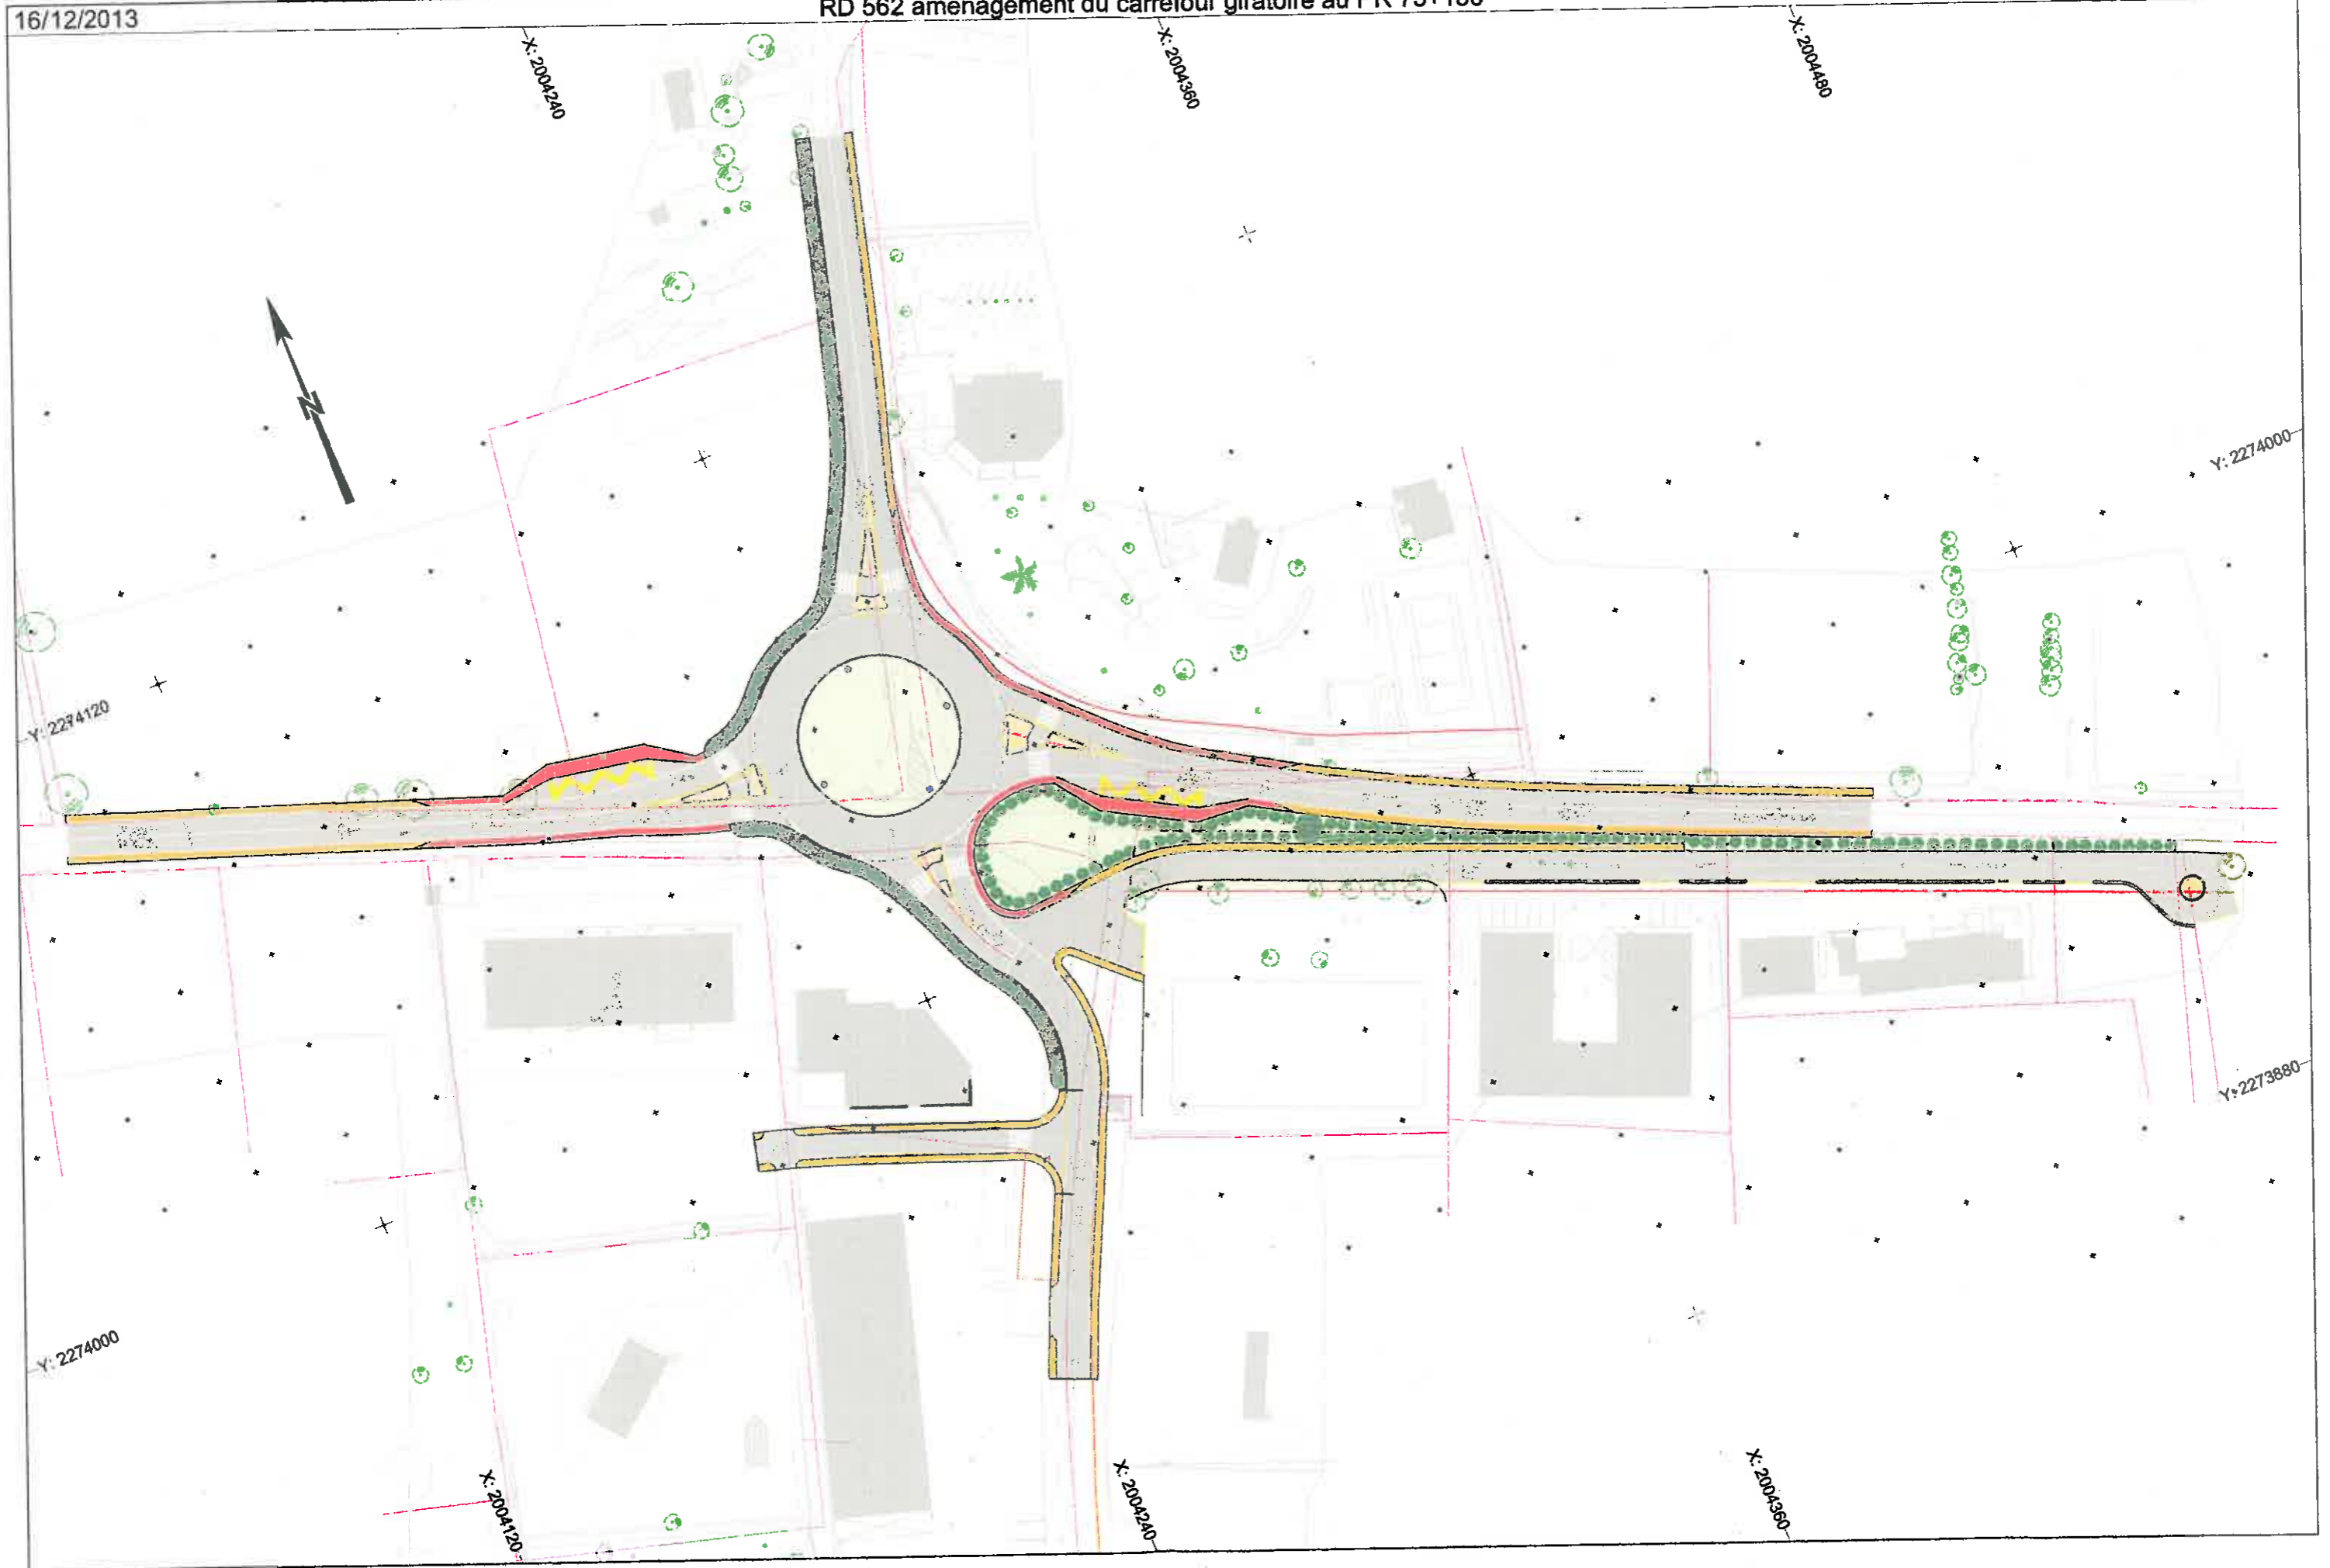 16/12/2013
RD 562 aménagement du carrefour giratoire au PR
X: 2004240
X: 2004360
X: 2004480
Y: 2274000
Y: 2274120
Y: 2273880
Y: 2274000
X: 2004120
X: 2004240
X: 2004360